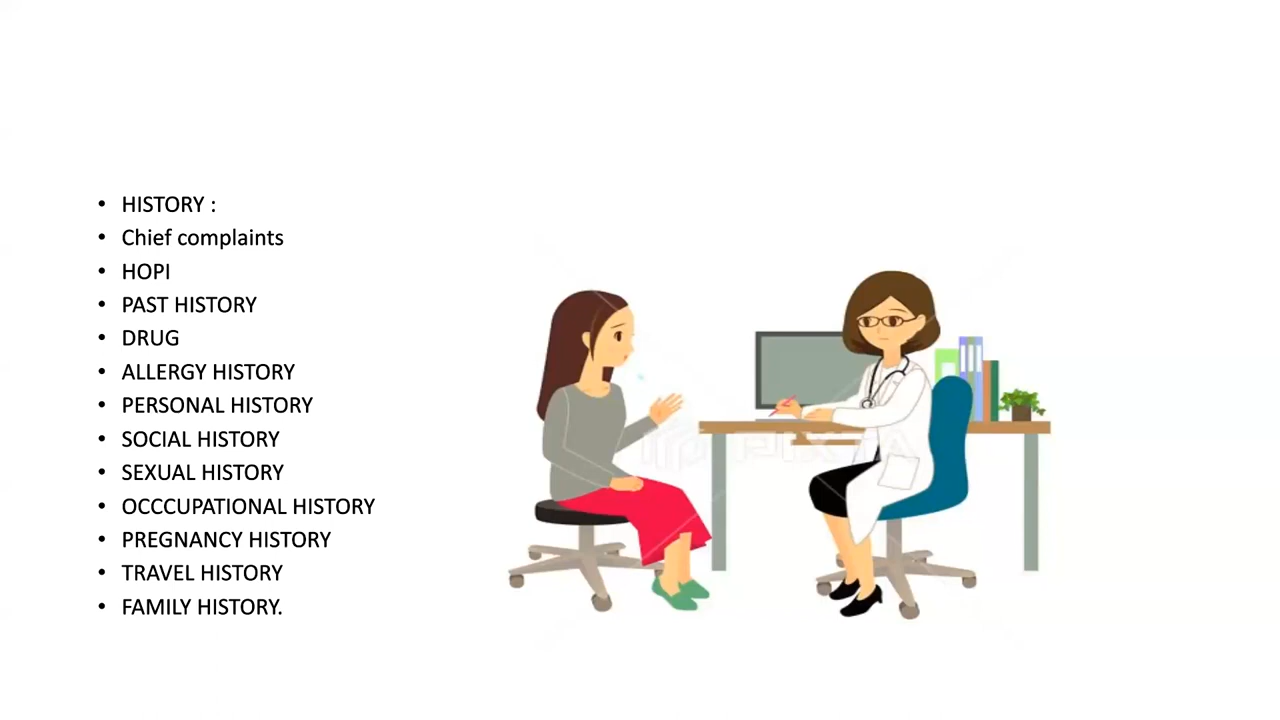 • HISTORY :
• Chief complaints
• HOPI
• PAST HISTORY
• DRUG
• ALLERGY HISTORY
• PERSONAL HISTORY
• SOCIAL HISTORY
• SEXUAL HISTORY
• OCCCUPATIONAL HISTORY
• PREGNANCY HISTORY
• TRAVEL HISTORY
• FAMILY HISTORY.